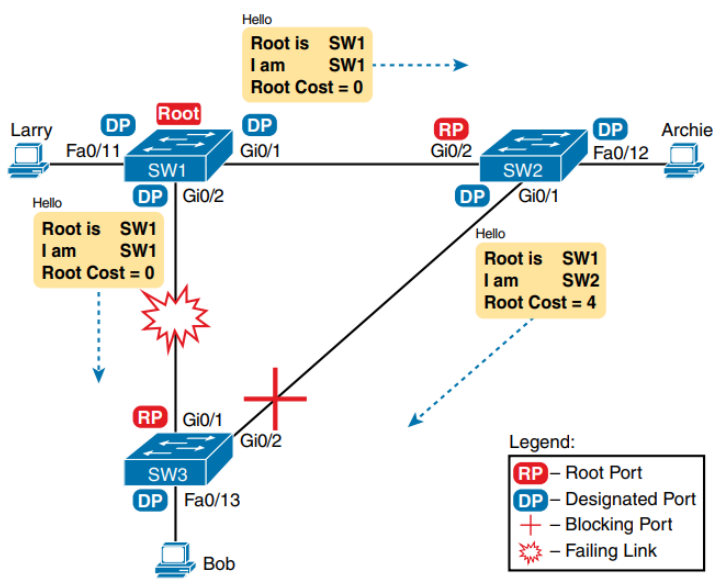 Hello
Root is SW1
I am SW1
Root Cost = 0
Larry
DP
Root
DP
RP
DP
Archie
Fa0/11
SW1
Gi0/1
Gi0/2
SW2
Fa0/12
DP
Gi0/2
DP
Gi0/1
Hello
Root is SW1
I am SW1
Root Cost = 0
Hello
Root is SW1
I am SW2
Root Cost = 4
RP
Gi0/1
Gi0/2
SW3
DP
Fa0/13
Bob
Legend:
RP – Root Port
DP – Designated Port
– Blocking Port
– Failing Link